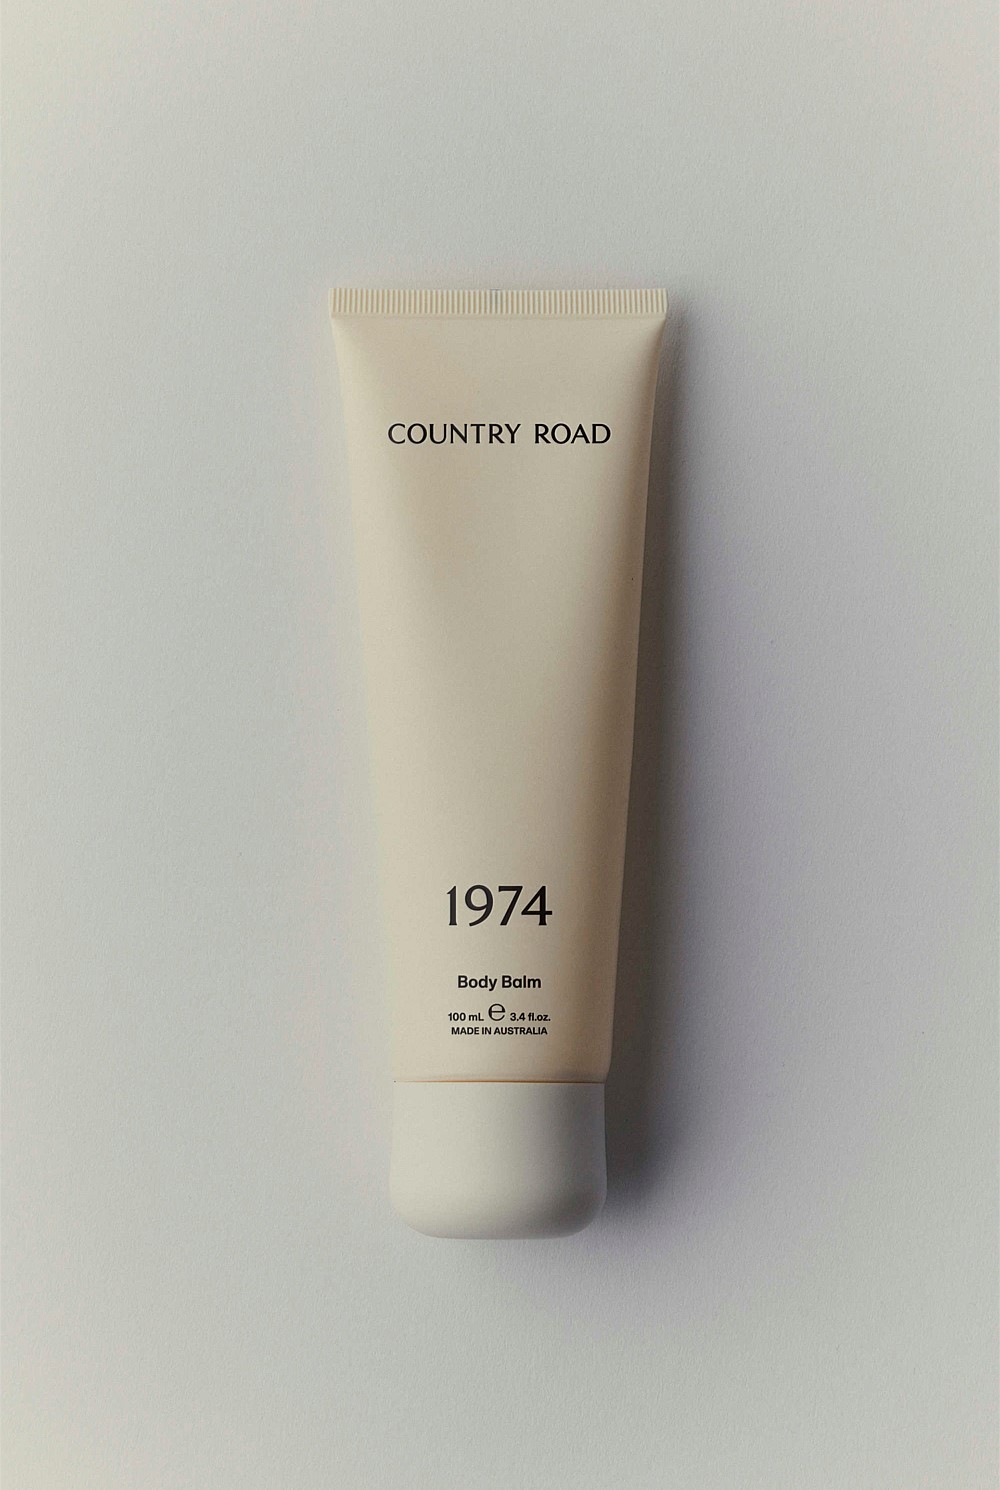 COUNTRY ROAD
1974
Body Balm
100 mL ℮ 3.4 fl.oz.
MADE IN AUSTRALIA